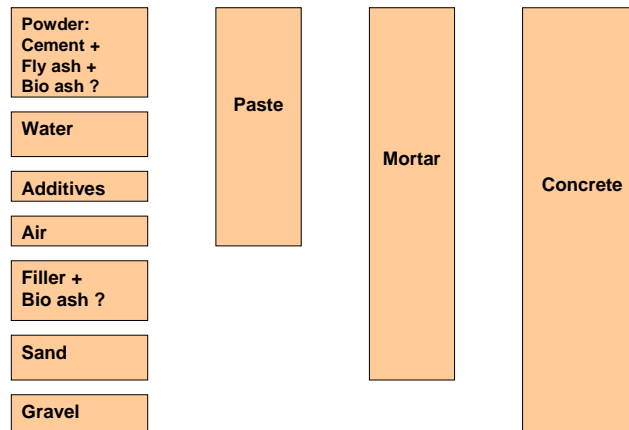 Powder:
Cement +
Fly ash +
Bio ash ?
Water
Additives
Air
Filler +
Bio ash ?
Sand
Gravel
Paste
Mortar
Concrete